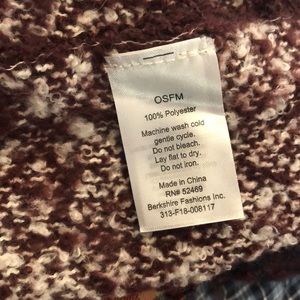 OSFM
100% Polyester
Machine wash cold
gentle cycle.
Do not bleach.
Lay flat to dry.
Do not iron.
Made in China
RN# 52469
Berkshire Fashions Inc.
313-F18-008117